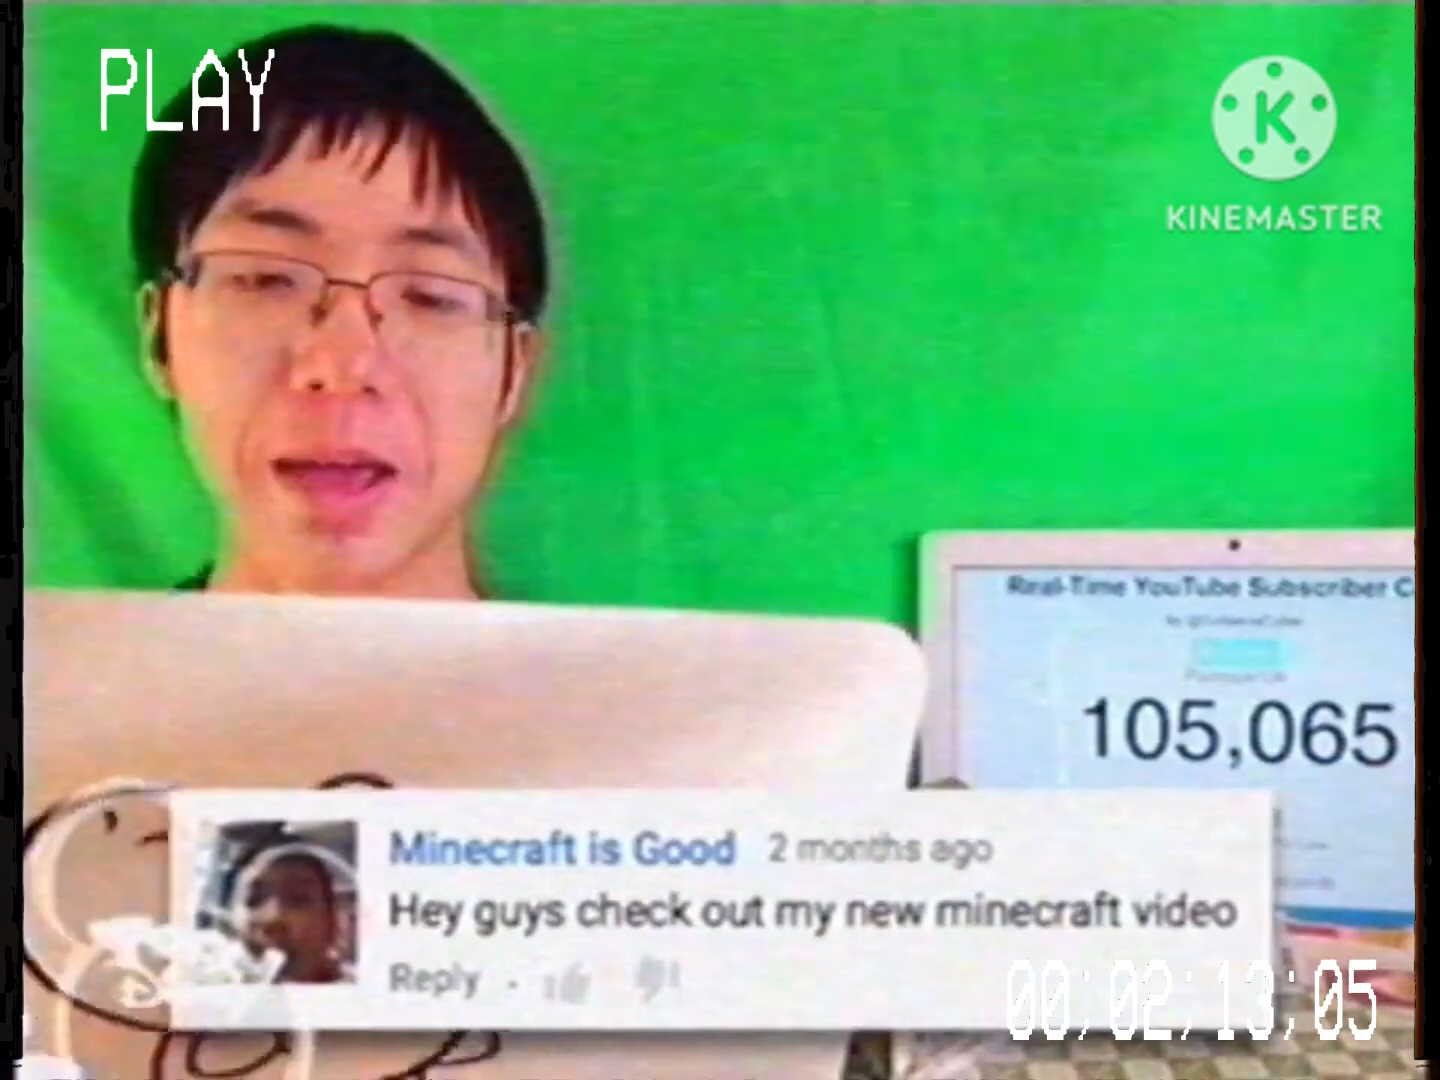 PLAY
KINEMASTER
Real-Time YouTube Subscriber C
105,065
Minecraft is Good 2 months ago
Hey guys check out my new minecraft video
Reply
00:02:13:05